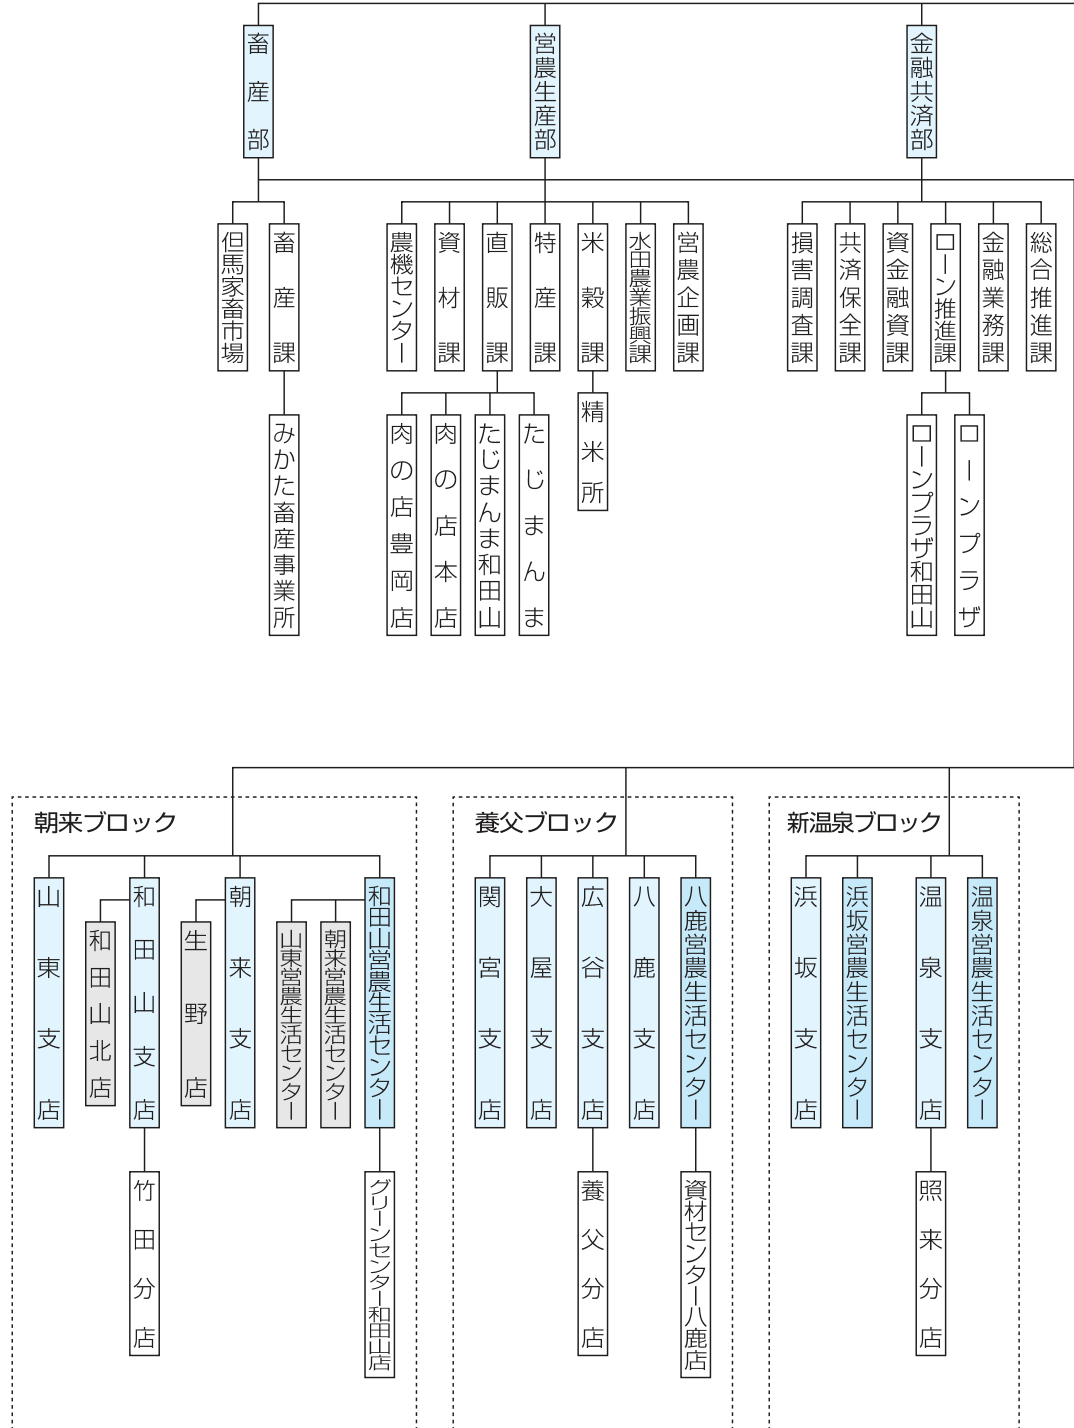 金融共済部
営農生産部
畜産部
総合推進課
金融業務課
ローン推進課
資金融資課
共済保全課
損害調査課
営農企画課
水田農業振興課
米穀課
特産課
直販課
資材課
農機センター
畜産課
但馬家畜市場
ローンプラザ
ローンプラザ和田山
精米所
たじまんま
たじまんま和田山
肉の店本店
肉の店豊岡店
みかた畜産事業所
新温泉ブロック
温泉営農生活センター
温泉支店
浜坂営農生活センター
浜坂支店
照来分店
養父ブロック
八鹿営農生活センター
八鹿支店
広谷支店
大屋支店
関宮支店
資材センター八鹿店
養父分店
朝来ブロック
和田山営農生活センター
朝来営農生活センター
山東営農生活センター
朝来支店
生野店
和田山支店
和田山北店
山東支店
グリーンセンター和田山店
竹田分店